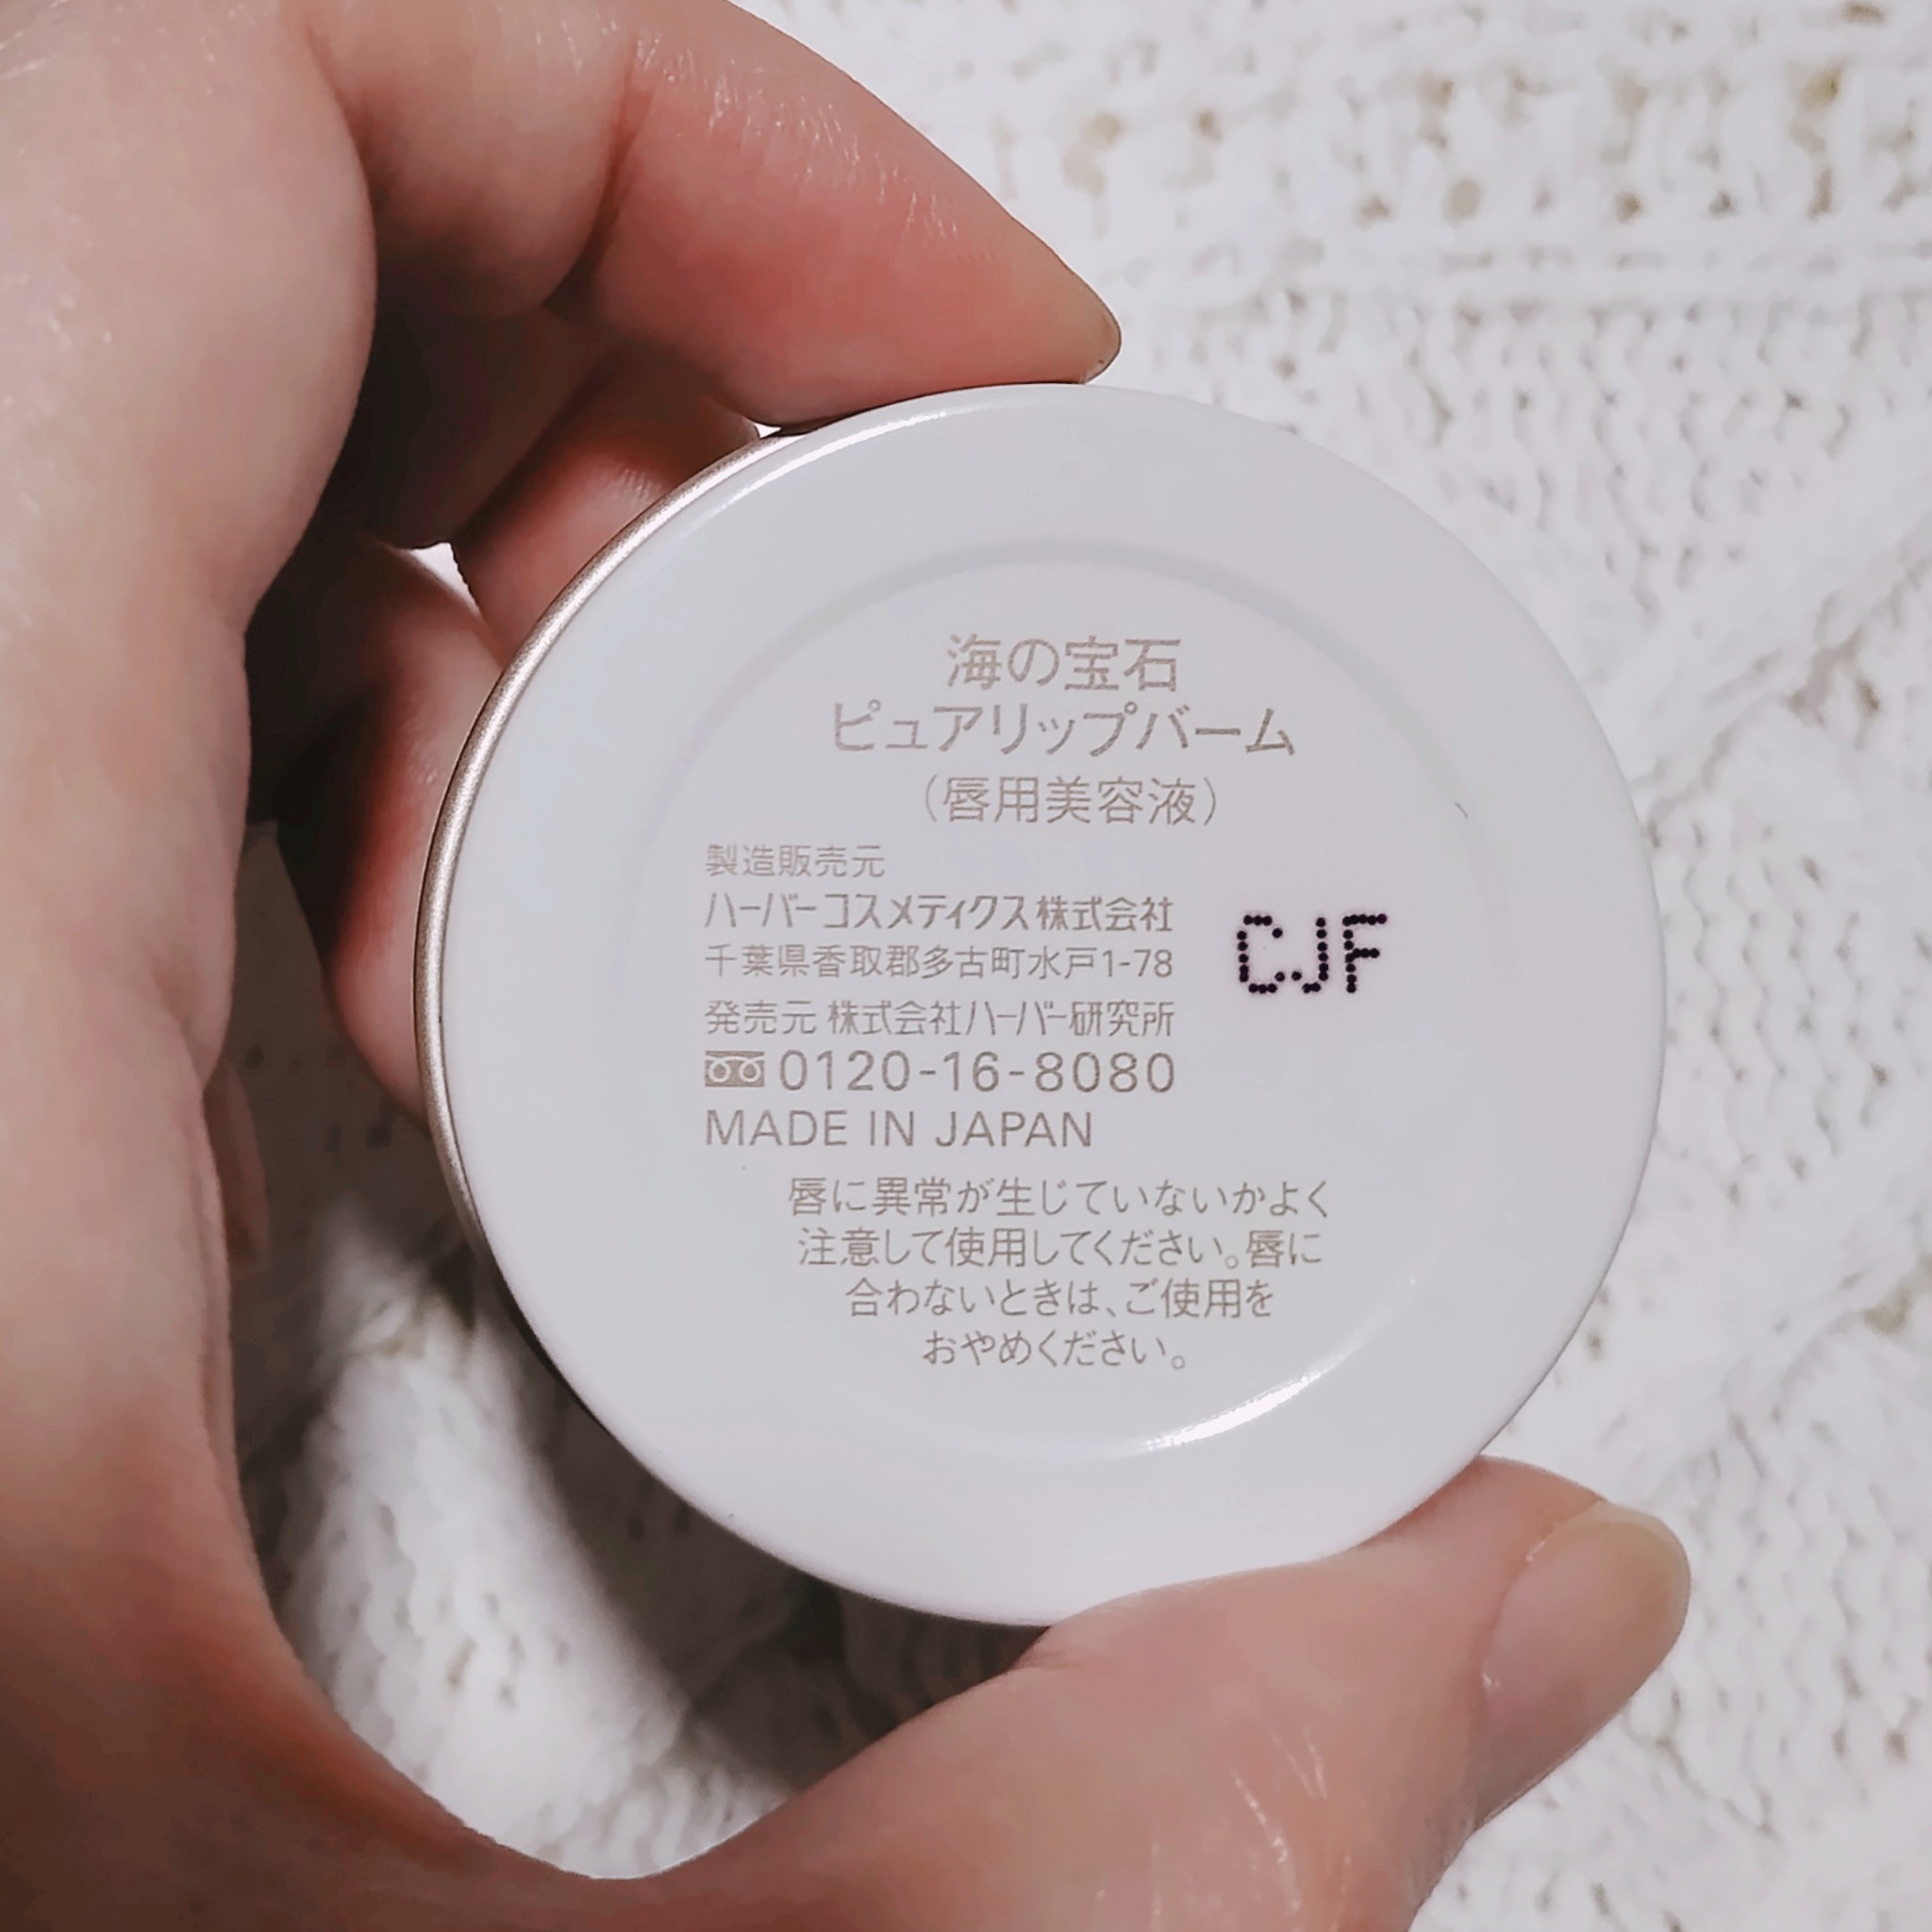 海の宝石
ピュアリップバーム
（唇用美容液）
製造販売元
ハーバーコスメティクス株式会社
千葉県香取郡多古町水戸1-78
CJF
発売元 株式会社ハーバー研究所
0120-16-8080
MADE IN JAPAN
唇に異常が生じていないかよく
注意して使用してください。唇に
合わないときは、ご使用を
おやめください。